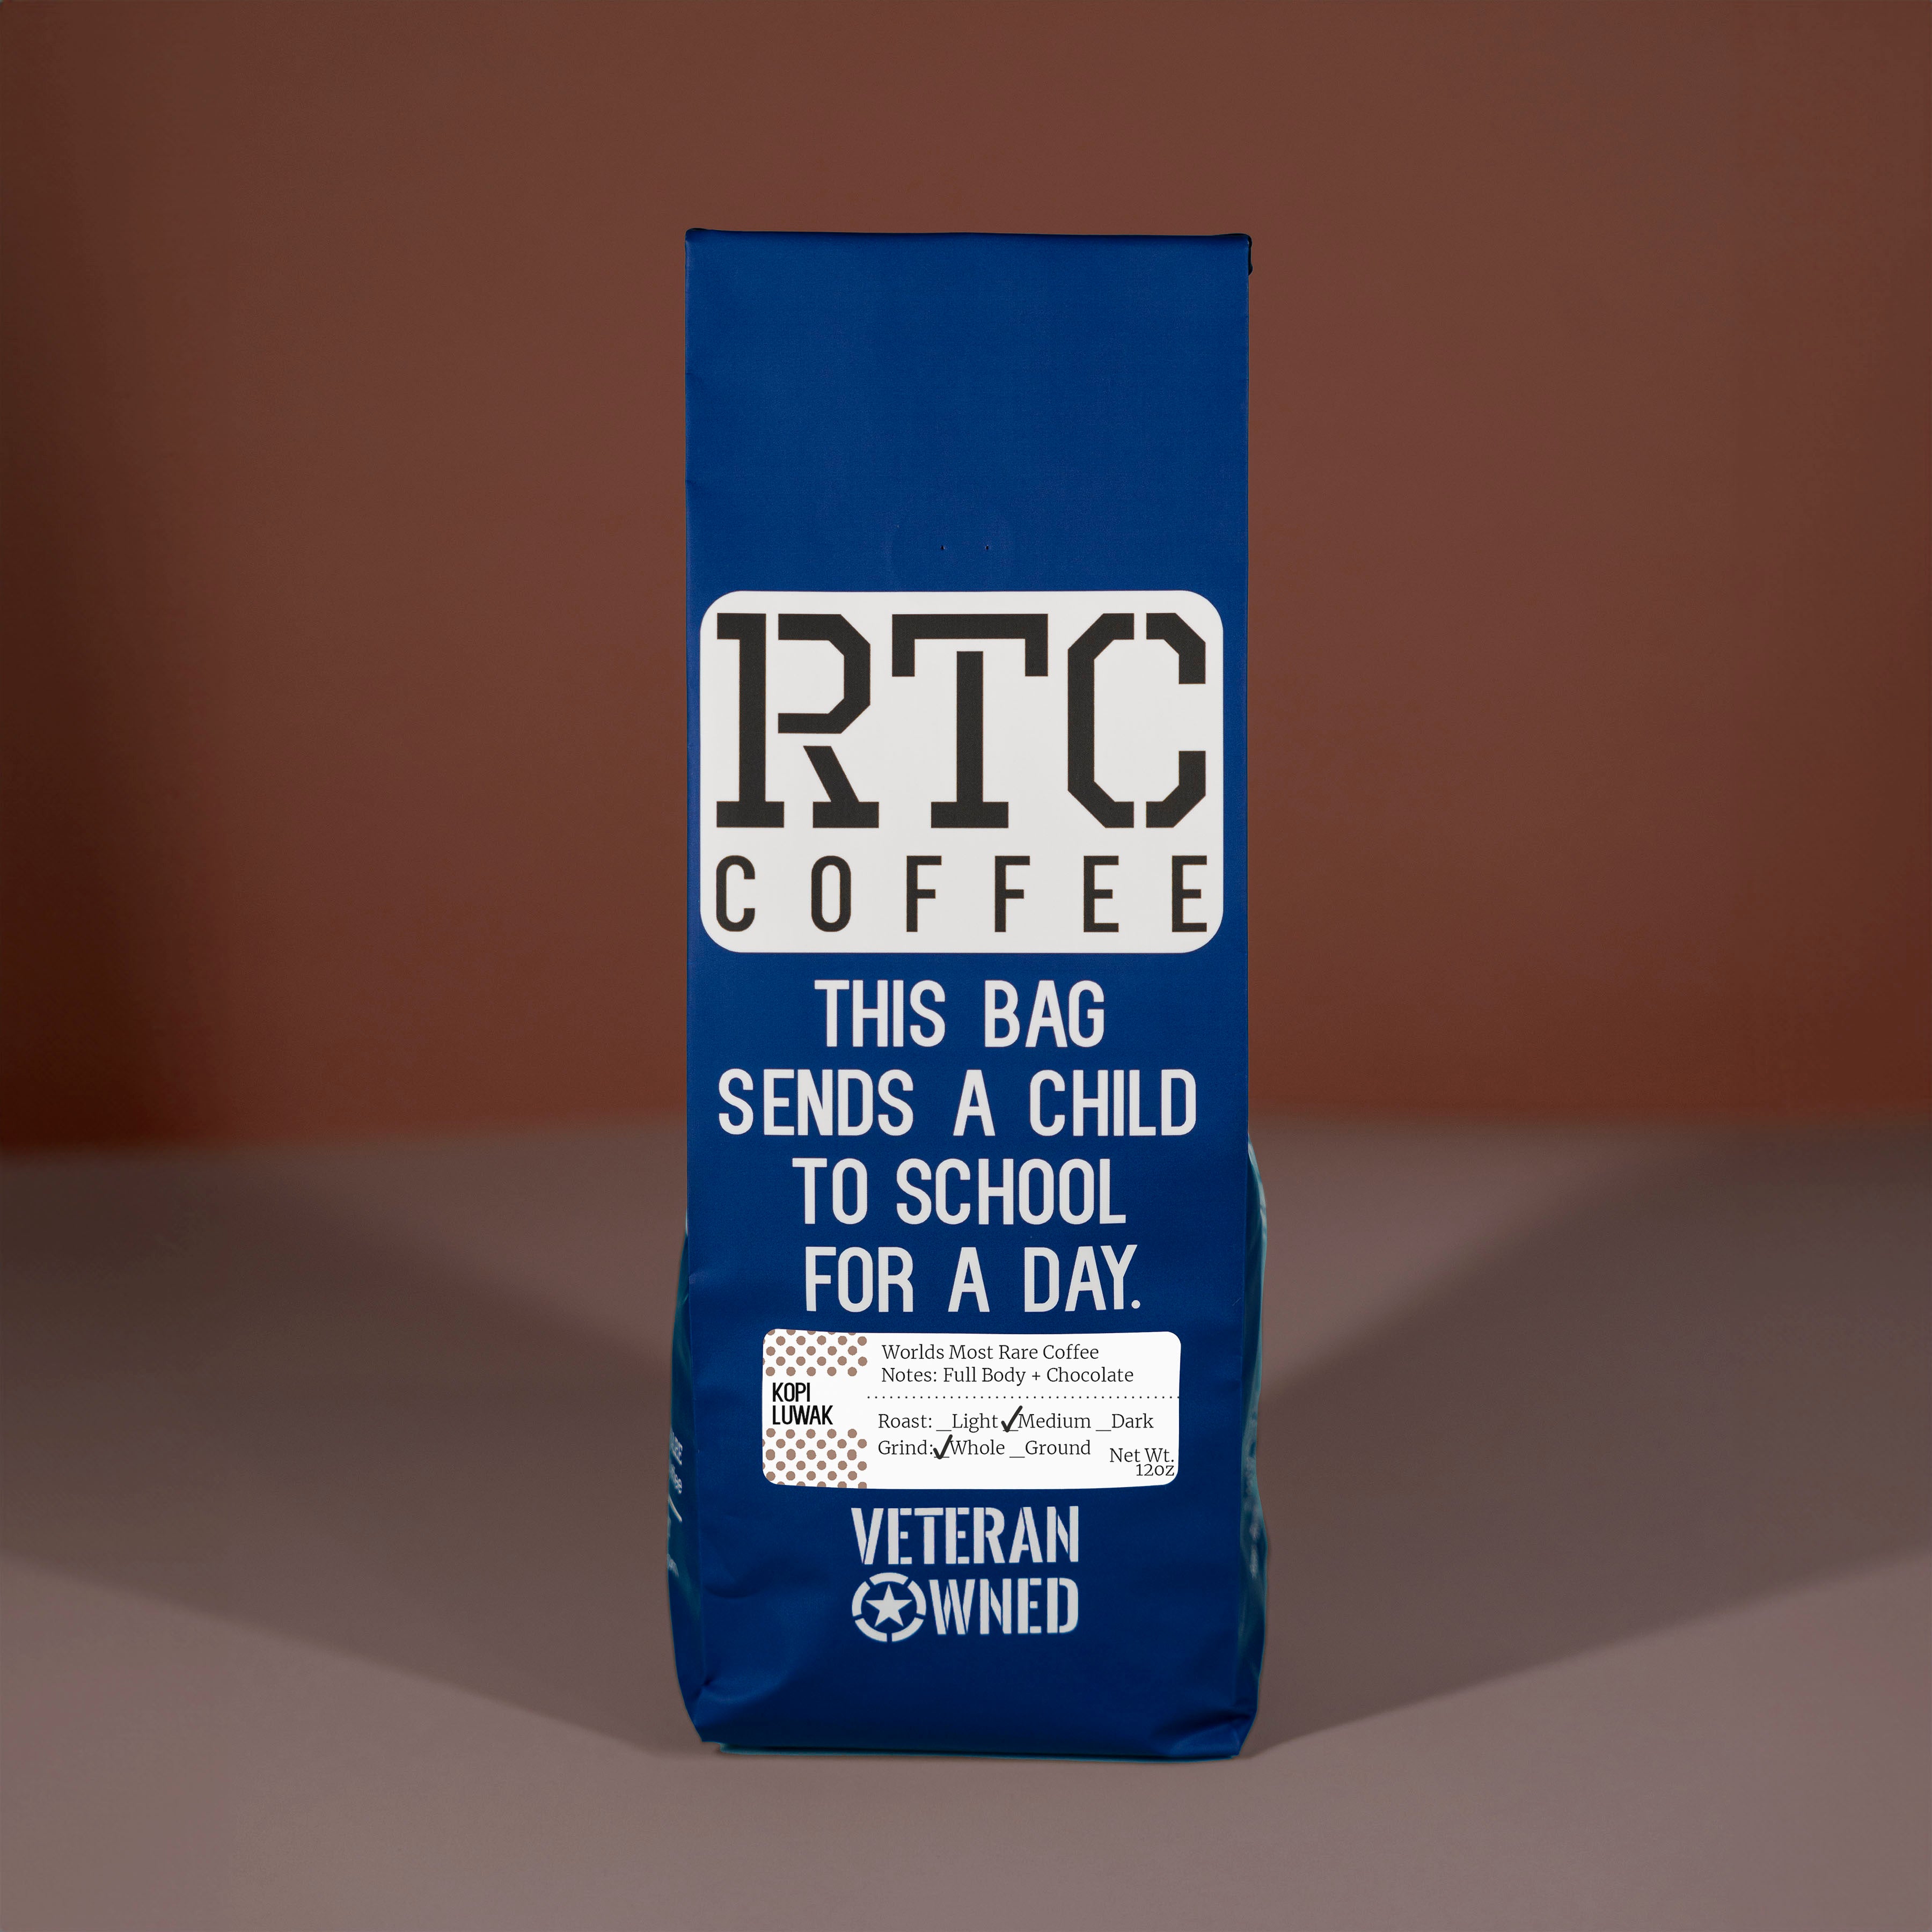 RTC
COFFEE
THIS BAG
SENDS A CHILD
TO SCHOOL
FOR A DAY.
KOPI
LUWAK
Worlds Most Rare Coffee
Notes: Full Body + Chocolate
Roast: _Light ✓Medium _Dark
Grind: ✓Whole _Ground
Net Wt.
12oz
VETERAN
OWNED